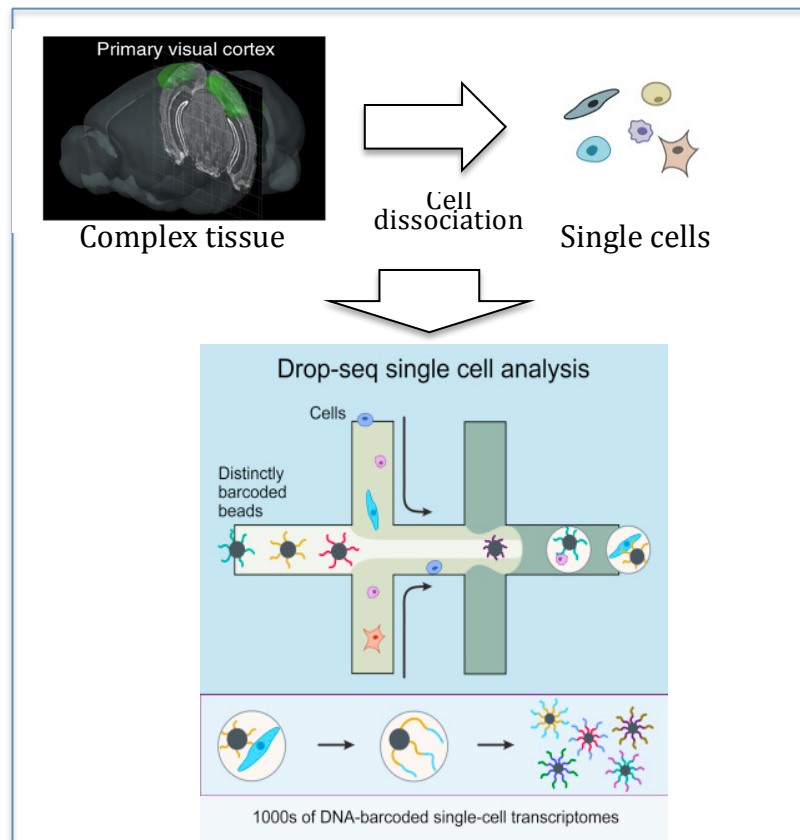 Primary visual cortex
Complex tissue
Cell
dissociation
Single cells
Drop-seq single cell analysis
Cells
Distinctly
barcoded
beads
1000s of DNA-barcoded single-cell transcriptomes